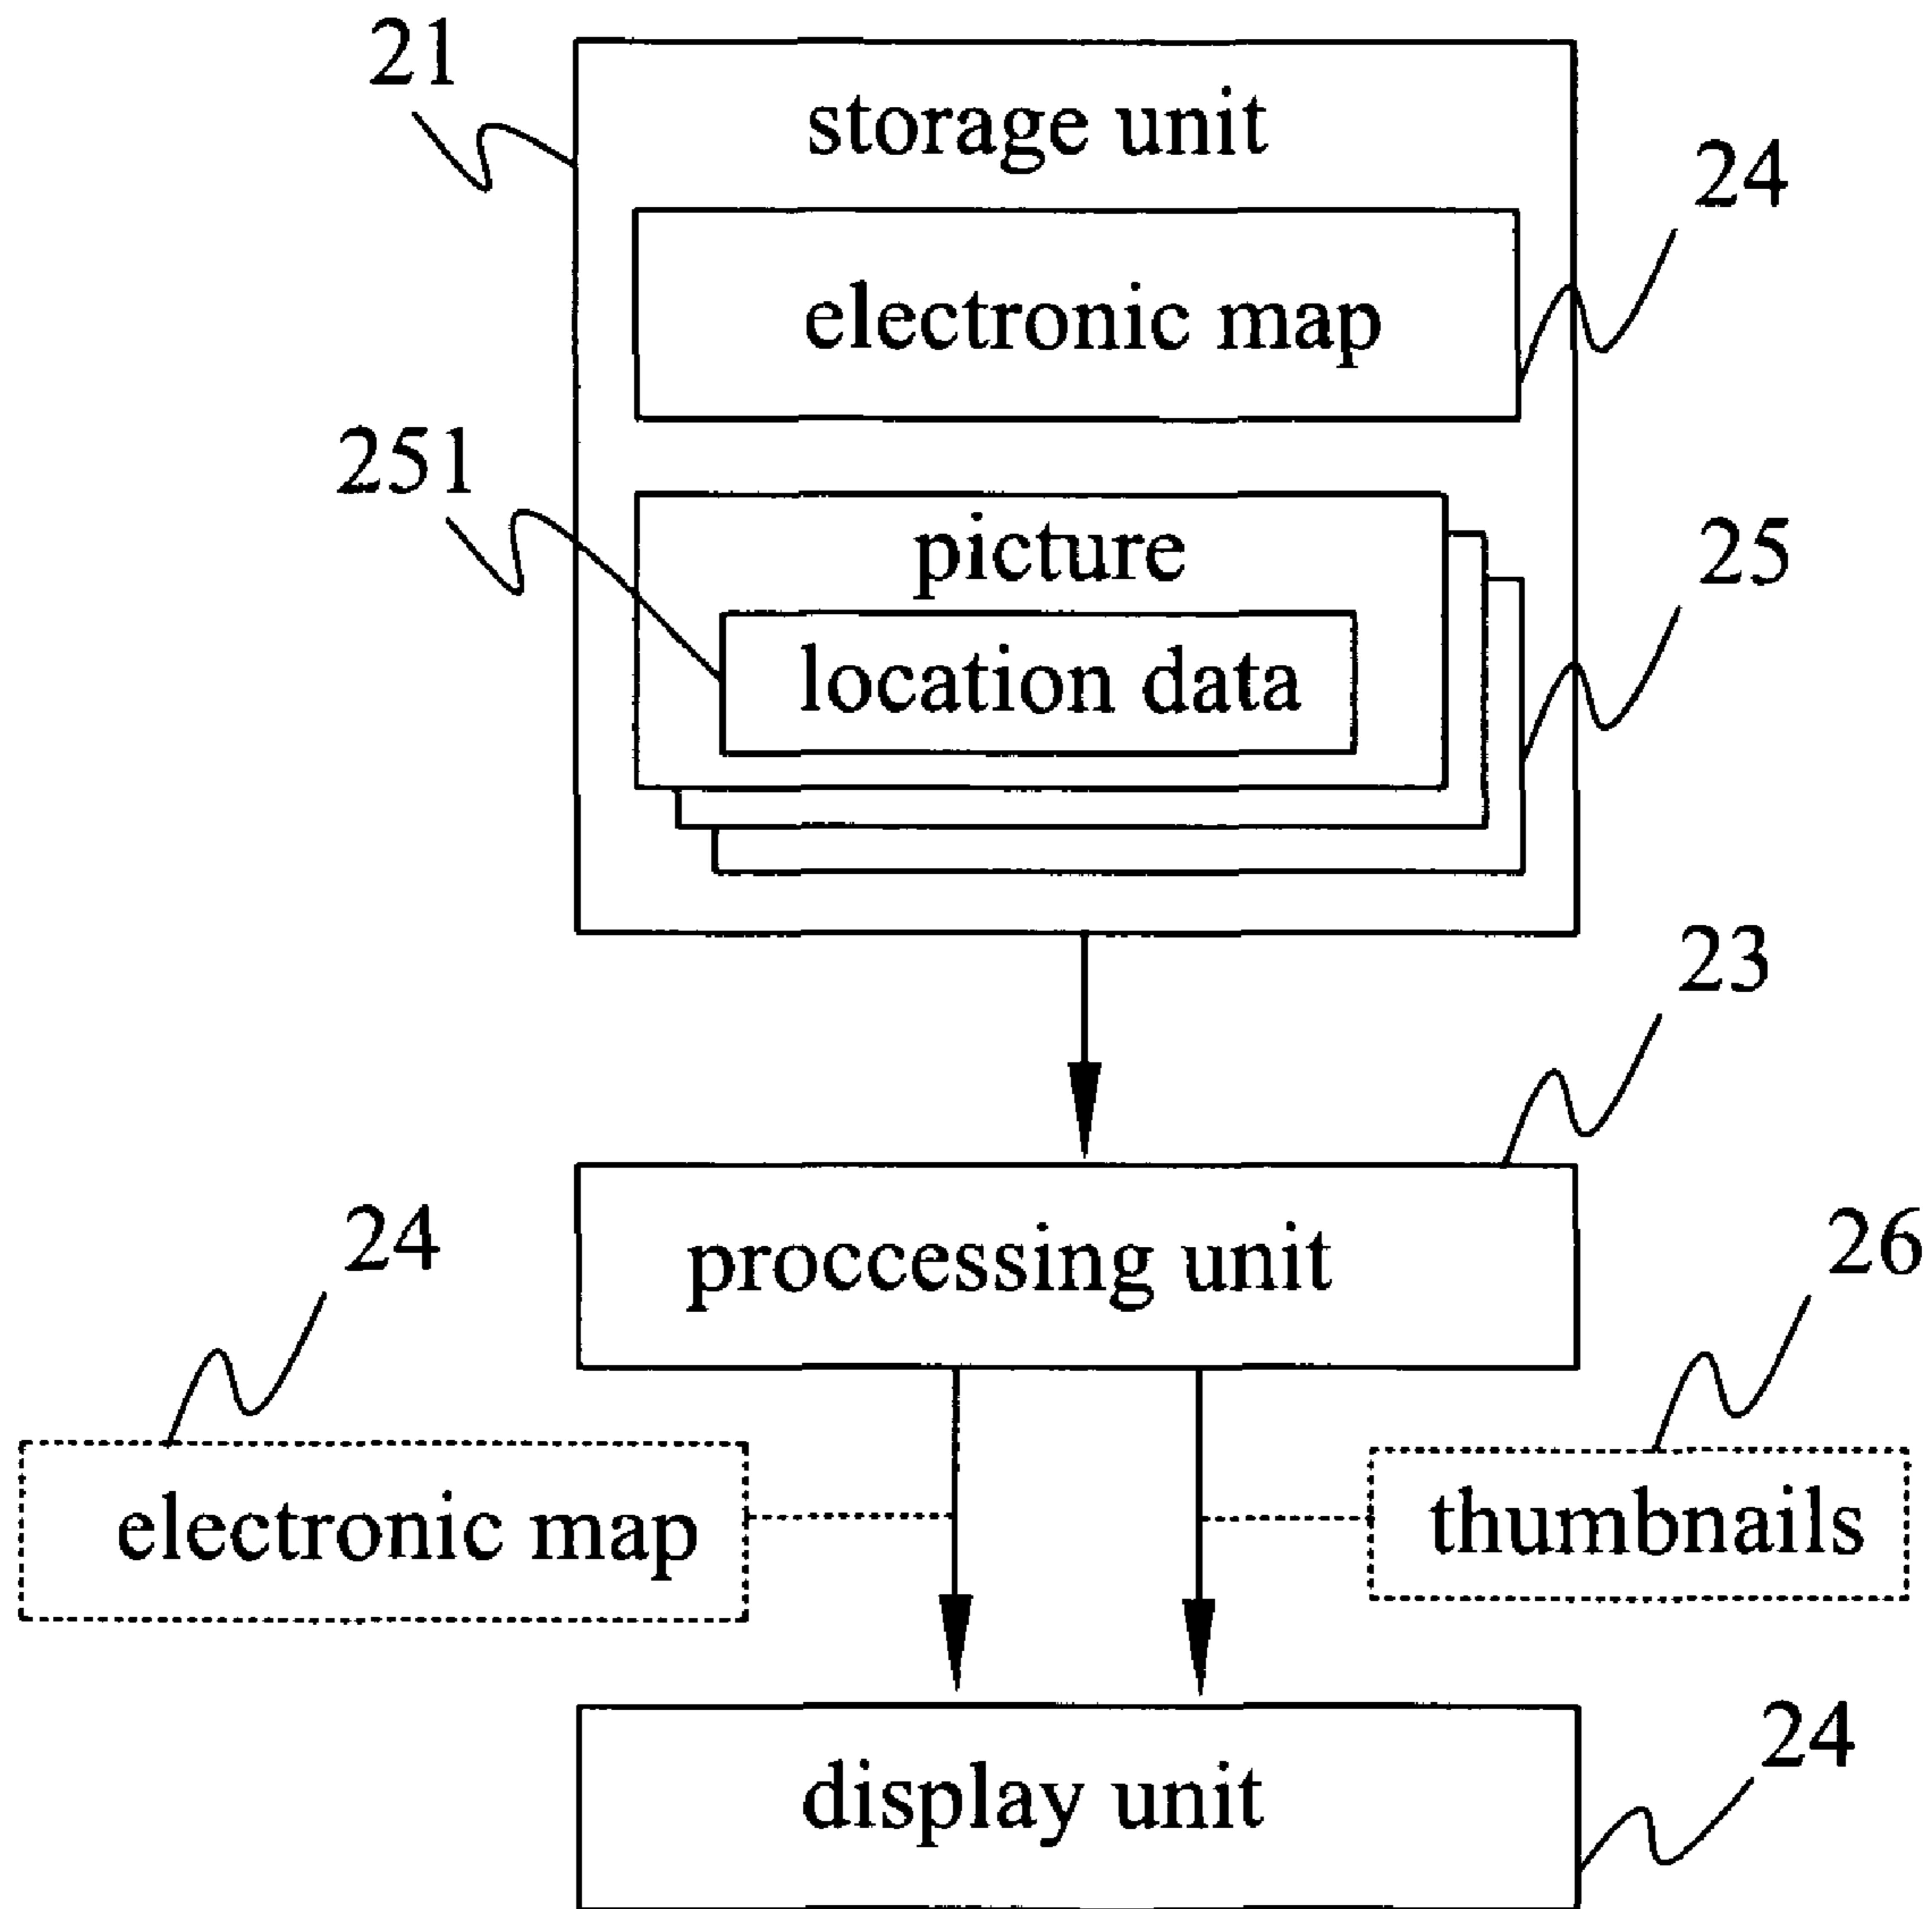 21
storage unit
24
electronic map
251
picture
25
location data
23
proccessing unit
24
26
electronic map
thumbnails
display unit
24